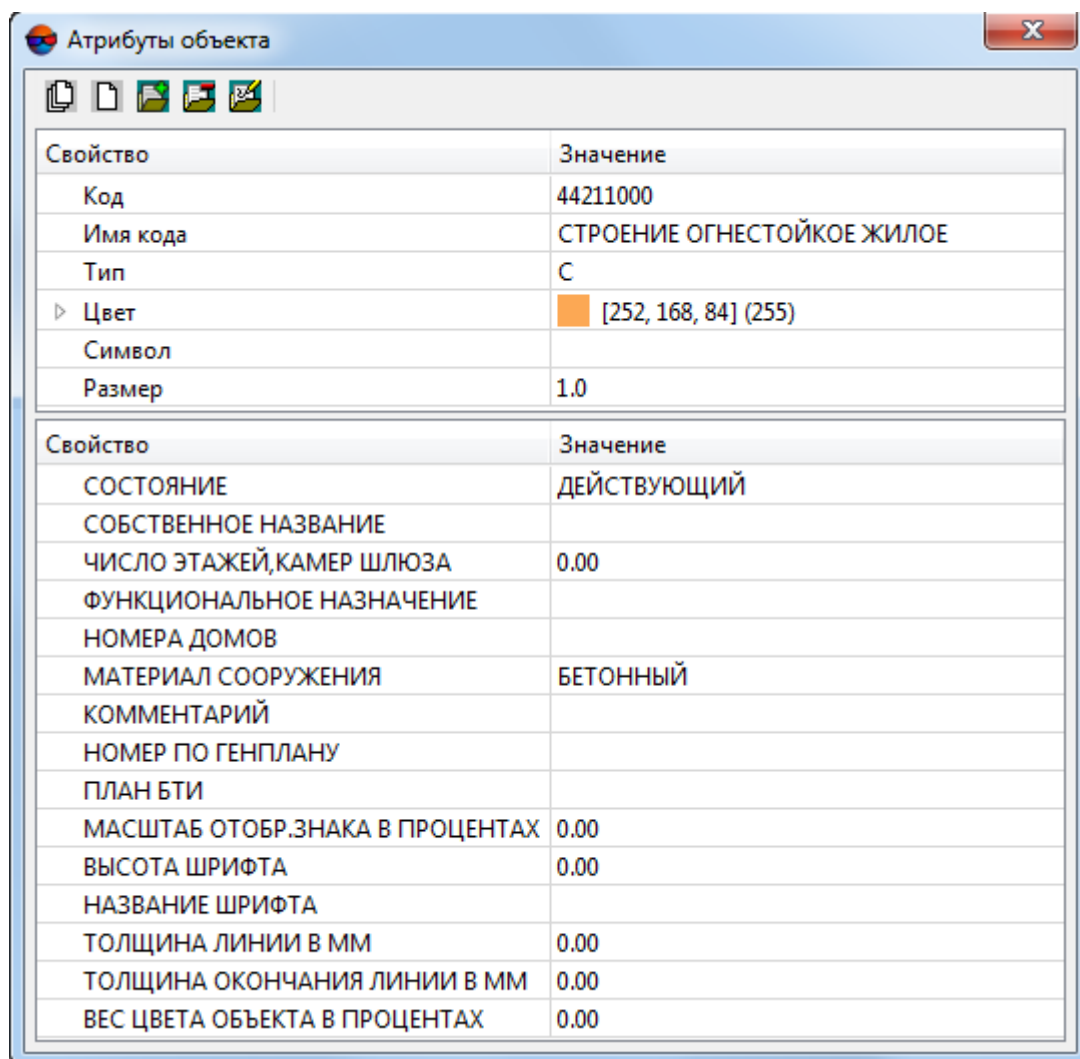 Атрибуты объекта
Свойство Значение
Код 44211000
Имя кода СТРОЕНИЕ ОГНЕСТОЙКОЕ ЖИЛОЕ
Тип C
Цвет [252, 168, 84] (255)
Символ
Размер 1.0
Свойство Значение
СОСТОЯНИЕ ДЕЙСТВУЮЩИЙ
СОБСТВЕННОЕ НАЗВАНИЕ
ЧИСЛО ЭТАЖЕЙ,КАМЕР ШЛЮЗА 0.00
ФУНКЦИОНАЛЬНОЕ НАЗНАЧЕНИЕ
НОМЕРА ДОМОВ
МАТЕРИАЛ СООРУЖЕНИЯ БЕТОННЫЙ
КОММЕНТАРИЙ
НОМЕР ПО ГЕНПЛАНУ
ПЛАН БТИ
МАСШТАБ ОТОБР.ЗНАКА В ПРОЦЕНТАХ 0.00
ВЫСОТА ШРИФТА 0.00
НАЗВАНИЕ ШРИФТА
ТОЛЩИНА ЛИНИИ В ММ 0.00
ТОЛЩИНА ОКОНЧАНИЯ ЛИНИИ В ММ 0.00
ВЕС ЦВЕТА ОБЪЕКТА В ПРОЦЕНТАХ 0.00